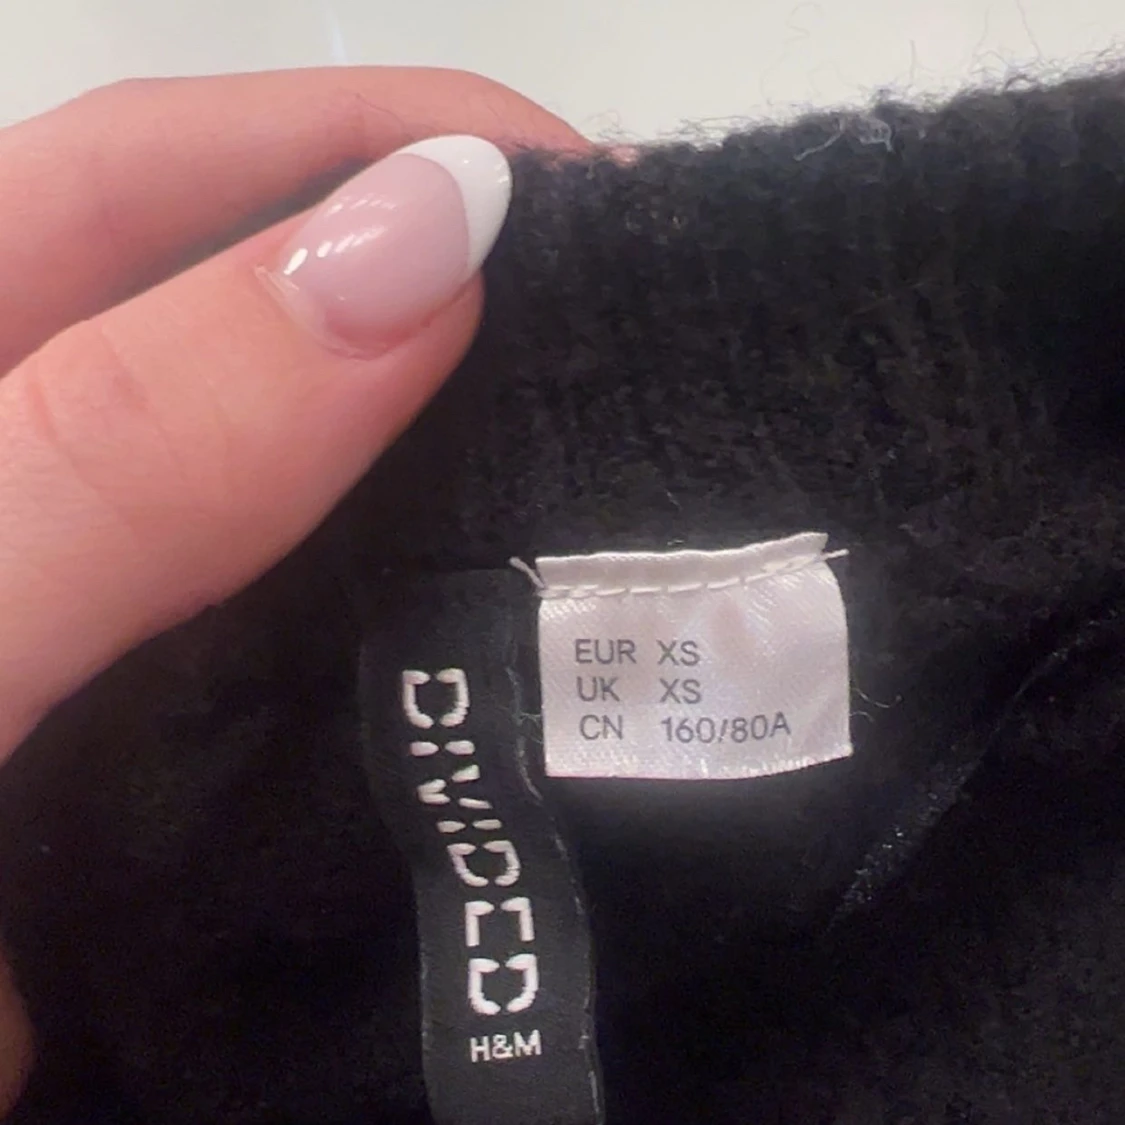 EUR XS
UK XS
CN 160/80A
DIVIDED
H&M